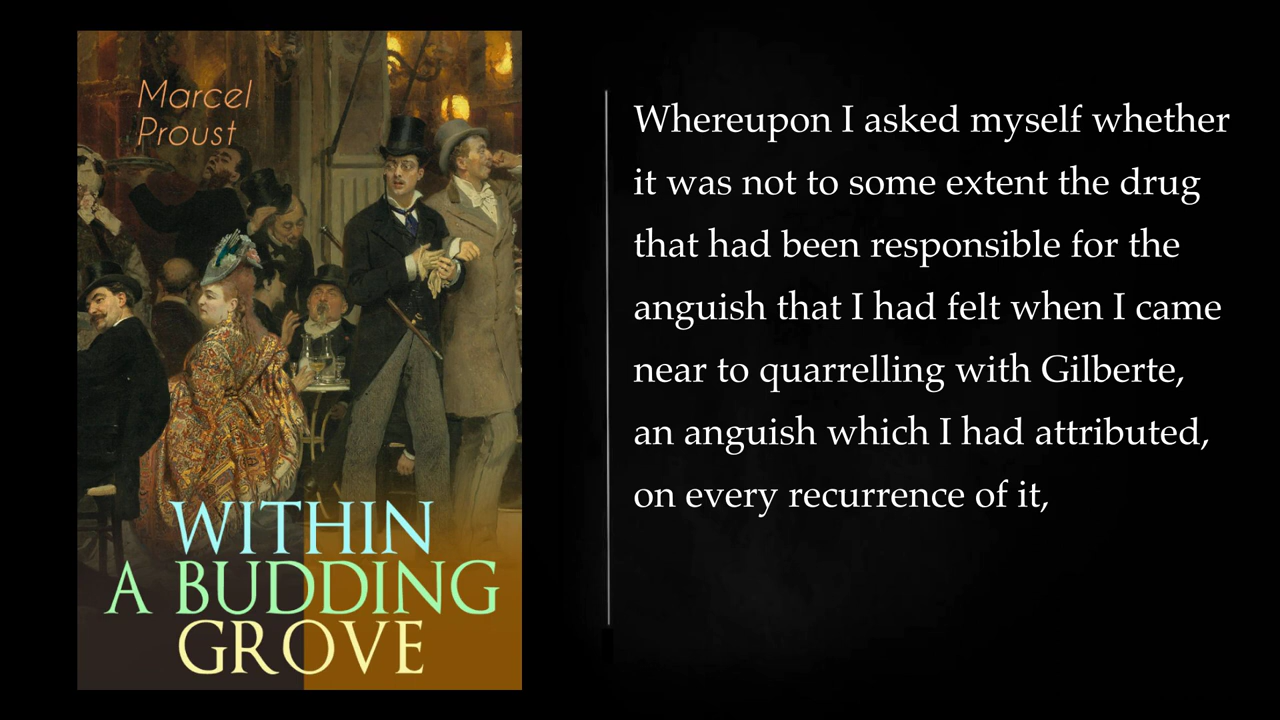 Marcel
Proust
WITHIN
A BUDDING
GROVE
Whereupon I asked myself whether
it was not to some extent the drug
that had been responsible for the
anguish that I had felt when I came
near to quarrelling with Gilberte,
an anguish which I had attributed,
on every recurrence of it,